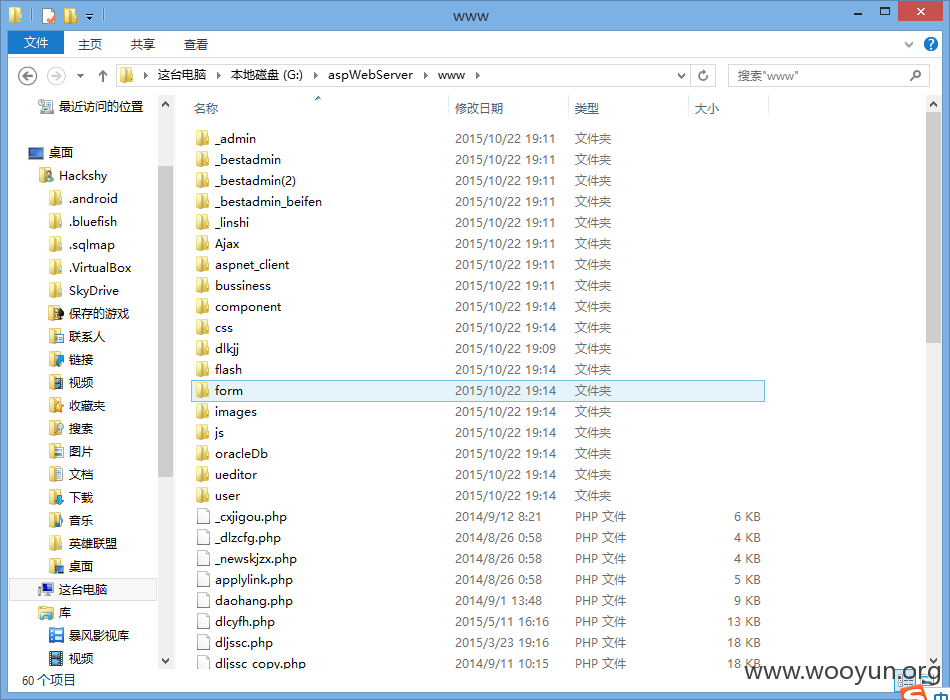 www
文件 主页 共享 查看
这台电脑 本地磁盘 (G:) aspWebServer www 搜索"www"
最近访问的位置
桌面
Hackshy
.android
.bluefish
.sqlmap
.VirtualBox
SkyDrive
保存的游戏
联系人
链接
视频
收藏夹
搜索
图片
文档
下载
音乐
英雄联盟
桌面
这台电脑
库
暴风影视库
视频
名称 修改日期 类型 大小
_admin 2015/10/22 19:11 文件夹
_bestadmin 2015/10/22 19:11 文件夹
_bestadmin(2) 2015/10/22 19:11 文件夹
_bestadmin_beifen 2015/10/22 19:11 文件夹
_linshi 2015/10/22 19:11 文件夹
Ajax 2015/10/22 19:11 文件夹
aspnet_client 2015/10/22 19:11 文件夹
bussiness 2015/10/22 19:11 文件夹
component 2015/10/22 19:14 文件夹
css 2015/10/22 19:14 文件夹
dlkjj 2015/10/22 19:09 文件夹
flash 2015/10/22 19:14 文件夹
form 2015/10/22 19:14 文件夹
images 2015/10/22 19:14 文件夹
js 2015/10/22 19:14 文件夹
oracleDb 2015/10/22 19:14 文件夹
ueditor 2015/10/22 19:14 文件夹
user 2015/10/22 19:14 文件夹
_cxjigou.php 2014/9/12 8:21 PHP 文件 6 KB
_dlzcfg.php 2014/8/26 0:58 PHP 文件 4 KB
_newskjzx.php 2014/8/26 0:58 PHP 文件 4 KB
applylink.php 2014/8/26 0:58 PHP 文件 5 KB
daohang.php 2014/9/1 13:48 PHP 文件 9 KB
dlcyfh.php 2015/5/11 16:16 PHP 文件 13 KB
dljssc.php 2015/3/23 19:16 PHP 文件 18 KB
dljssc_copy.php 2014/9/11 10:15 PHP 文件 18 KB
60 个项目
www.wooyun.org